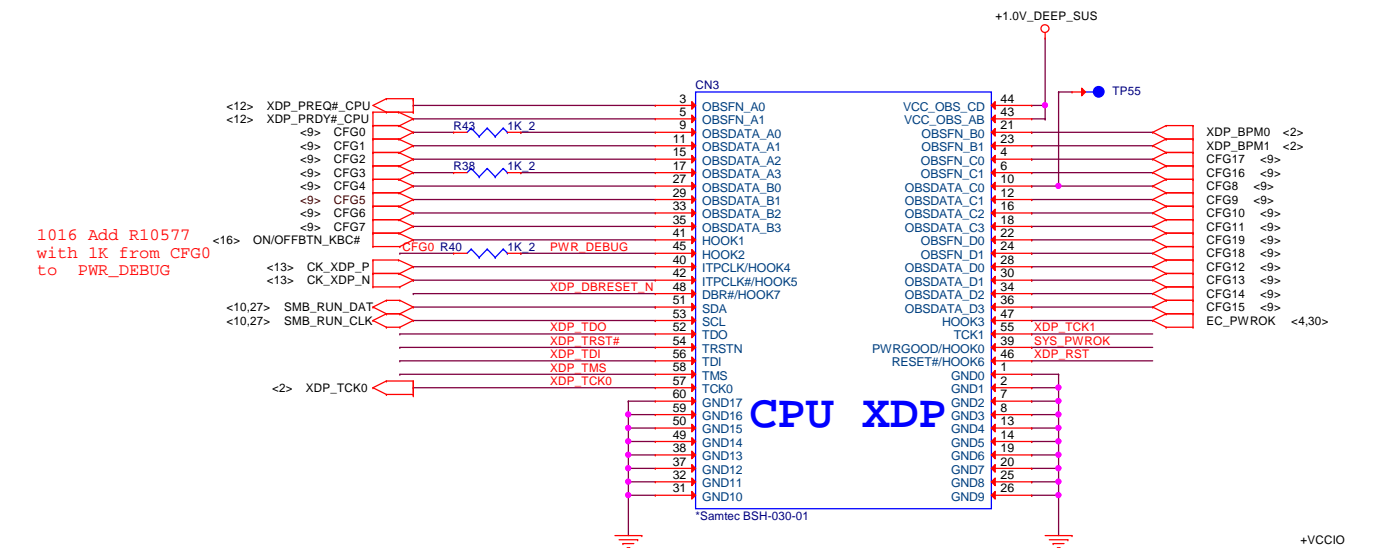 +1.0V_DEEP_SUS
CN3
TP55
<12> XDP_PREQ#_CPU 3 OBSFN_A0 VCC_OBS_CD 44
<12> XDP_PRDY#_CPU 5 OBSFN_A1 VCC_OBS_AB 43
<9> CFG0 R43 1K_2 9 OBSDATA_A0 OBSFN_B0 21 XDP_BPM0 <2>
<9> CFG1 11 OBSDATA_A1 OBSFN_B1 23 XDP_BPM1 <2>
<9> CFG2 15 OBSDATA_A2 OBSFN_C0 4 CFG17 <9>
<9> CFG3 R38 1K_2 17 OBSDATA_A3 OBSFN_C1 6 CFG16 <9>
<9> CFG4 27 OBSDATA_B0 OBSDATA_C0 10 CFG8 <9>
<9> CFG5 29 OBSDATA_B1 OBSDATA_C1 12 CFG9 <9>
<9> CFG6 33 OBSDATA_B2 OBSDATA_C2 16 CFG10 <9>
<9> CFG7 35 OBSDATA_B3 OBSDATA_C3 18 CFG11 <9>
<16> ON/OFFBTN_KBC# 41 HOOK1 OBSFN_D0 22 CFG19 <9>
CFG0 R40 1K_2 PWR_DEBUG 45 HOOK2 OBSFN_D1 24 CFG18 <9>
<13> CK_XDP_P 40 ITPCLK/HOOK4 OBSDATA_D0 28 CFG12 <9>
<13> CK_XDP_N 42 ITPCLK#/HOOK5 OBSDATA_D1 30 CFG13 <9>
XDP_DBRESET_N 48 DBR#/HOOK7 OBSDATA_D2 34 CFG14 <9>
<10,27> SMB_RUN_DAT 51 SDA OBSDATA_D3 36 CFG15 <9>
<10,27> SMB_RUN_CLK 53 SCL HOOK3 47 EC_PWROK <4,30>
XDP_TDO 52 TDO TCK1 55 XDP_TCK1
XDP_TRST# 54 TRSTN PWRGOOD/HOOK0 39 SYS_PWROK
XDP_TDI 56 TDI RESET#/HOOK6 46 XDP_RST
XDP_TMS 58 TMS GND0 1
<2> XDP_TCK0 XDP_TCK0 57 TCK0 GND1 2
60 GND17 GND2 7
59 GND16 GND3 8
50 GND15 GND4 13
49 GND14 GND5 14
38 GND13 GND6 19
37 GND12 GND7 20
32 GND11 GND8 25
31 GND10 GND9 26
CPU XDP
*Samtec BSH-030-01
1016 Add R10577
with 1K from CFG0
to PWR_DEBUG
+VCCIO